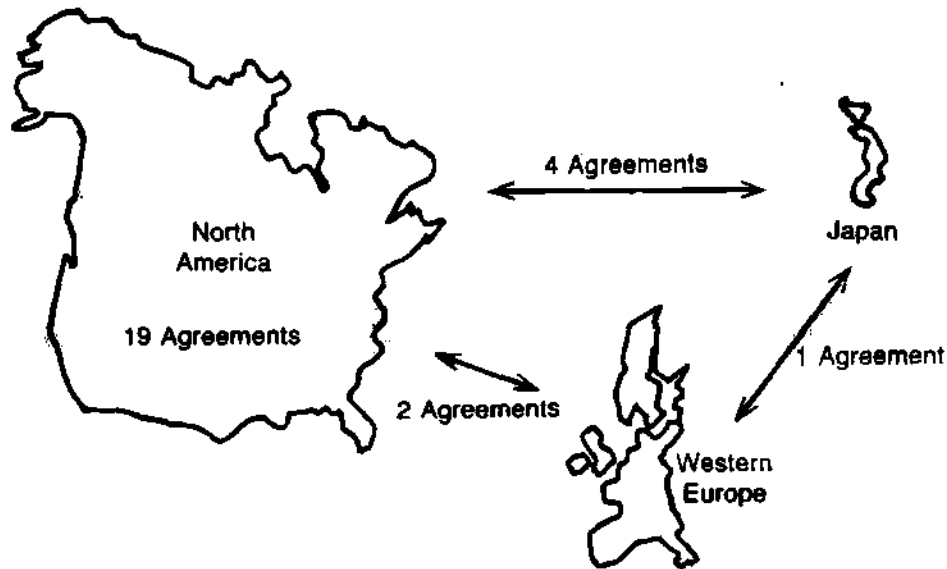 4 Agreements
North
America
Japan
19 Agreements
1 Agreement
2 Agreements
Western
Europe